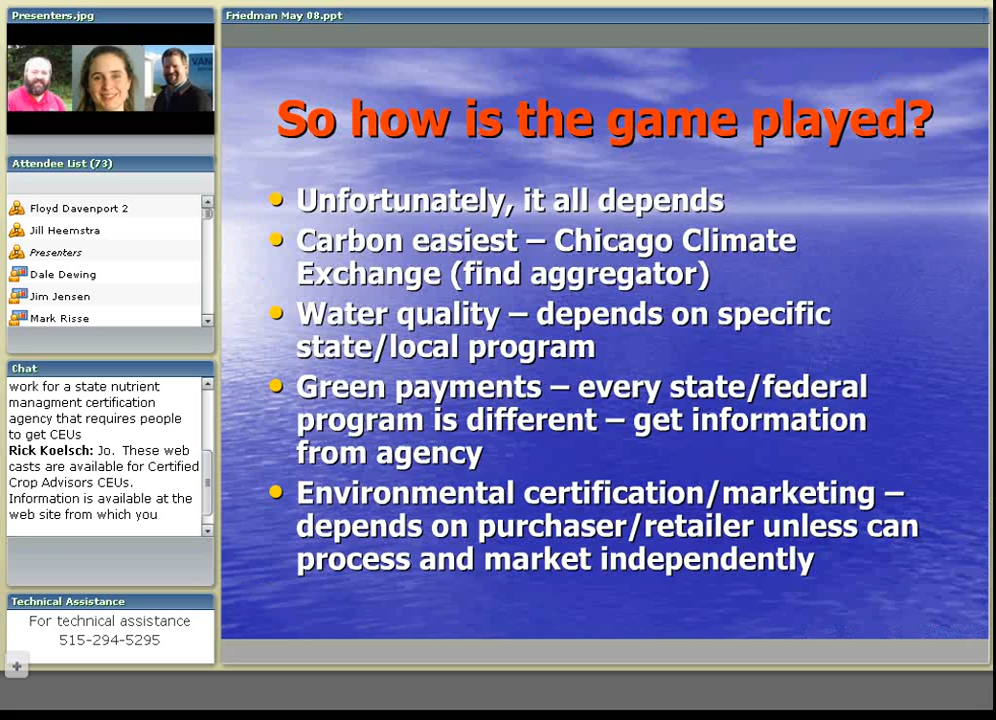 Presenters.jpg
VAN
Attendee List (73)
Floyd Davenport 2
Jill Heemstra
Presenters
Dale Dewing
Jim Jensen
Mark Risse
Chat
work for a state nutrient
managment certification
agency that requires people
to get CEUs
Rick Koelsch: Jo. These web
casts are available for Certified
Crop Advisors CEUs.
Information is available at the
web site from which you
Technical Assistance
For technical assistance
515-294-5295
Friedman May 08.ppt
So how is the game played?
• Unfortunately, it all depends
• Carbon easiest – Chicago Climate
Exchange (find aggregator)
• Water quality – depends on specific
state/local program
• Green payments – every state/federal
program is different – get information
from agency
• Environmental certification/marketing –
depends on purchaser/retailer unless can
process and market independently